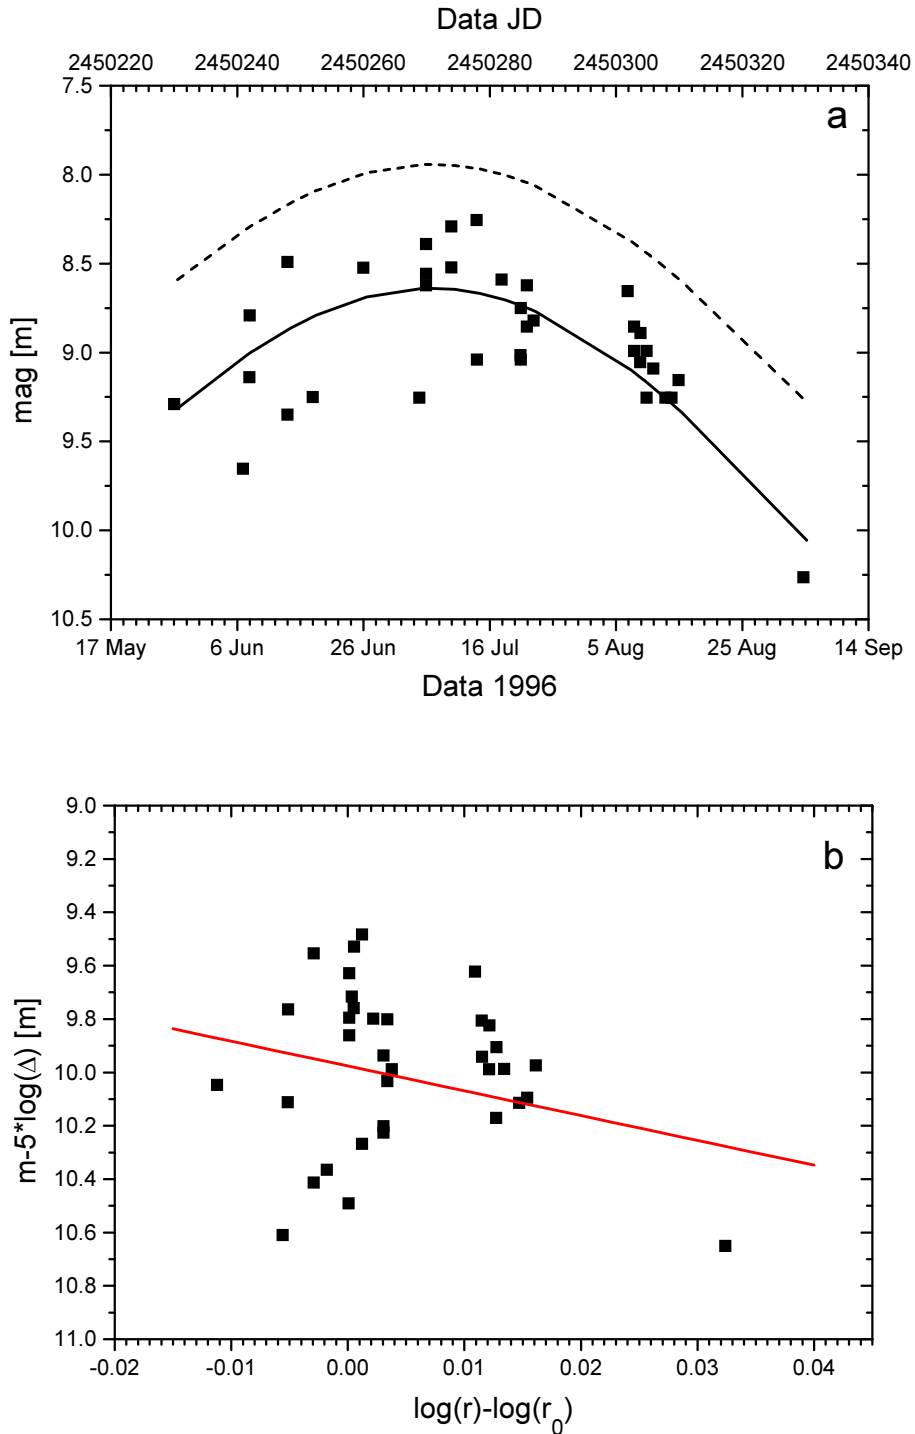 Data JD
2450220 2450240 2450260 2450280 2450300 2450320 2450340
a
7.5
8.0
8.5
9.0
9.5
10.0
10.5
mag [m]
17 May 6 Jun 26 Jun 16 Jul 5 Aug 25 Aug 14 Sep
Data 1996
b
9.0
9.2
9.4
9.6
9.8
10.0
10.2
10.4
10.6
10.8
11.0
m-5*log(Δ) [m]
-0.02 -0.01 0.00 0.01 0.02 0.03 0.04
log(r)-log(r₀)